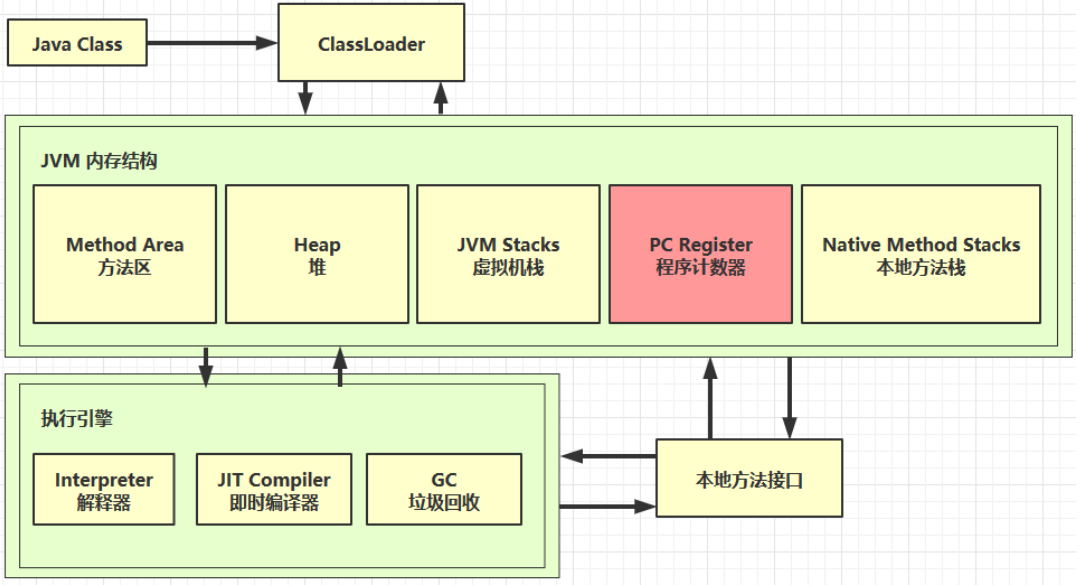 Java Class
ClassLoader
JVM 内存结构
Method Area
方法区
Heap
堆
JVM Stacks
虚拟机栈
PC Register
程序计数器
Native Method Stacks
本地方法栈
执行引擎
Interpreter
解释器
JIT Compiler
即时编译器
GC
垃圾回收
本地方法接口